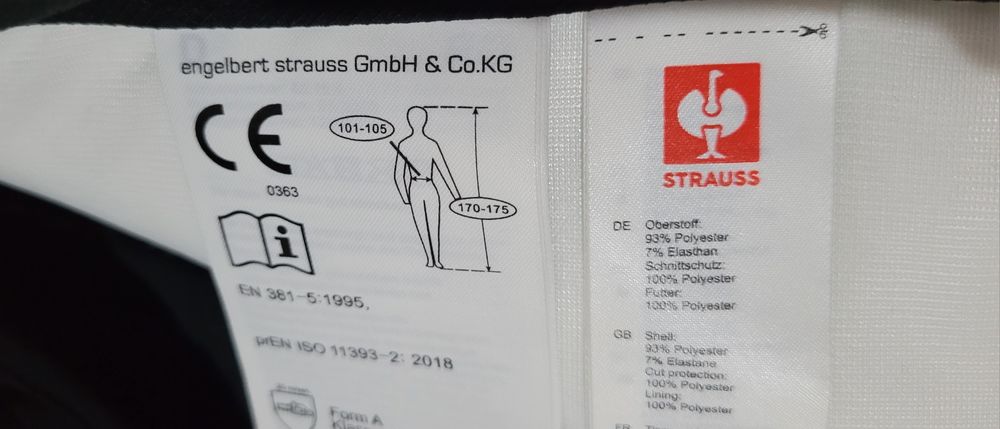 engelbert strauss GmbH & Co.KG
0363
101-105
170-175
i
EN 381-5:1995,
prEN ISO 11393-2: 2018
Form A
STRAUSS
DE Oberstoff:
93% Polyester
7% Elasthan
Schnittschutz:
100% Polyester
Futter:
100% Polyester
GB Shell:
93% Polyester
7% Elastane
Cut protection:
100% Polyester
Lining:
100% Polyester